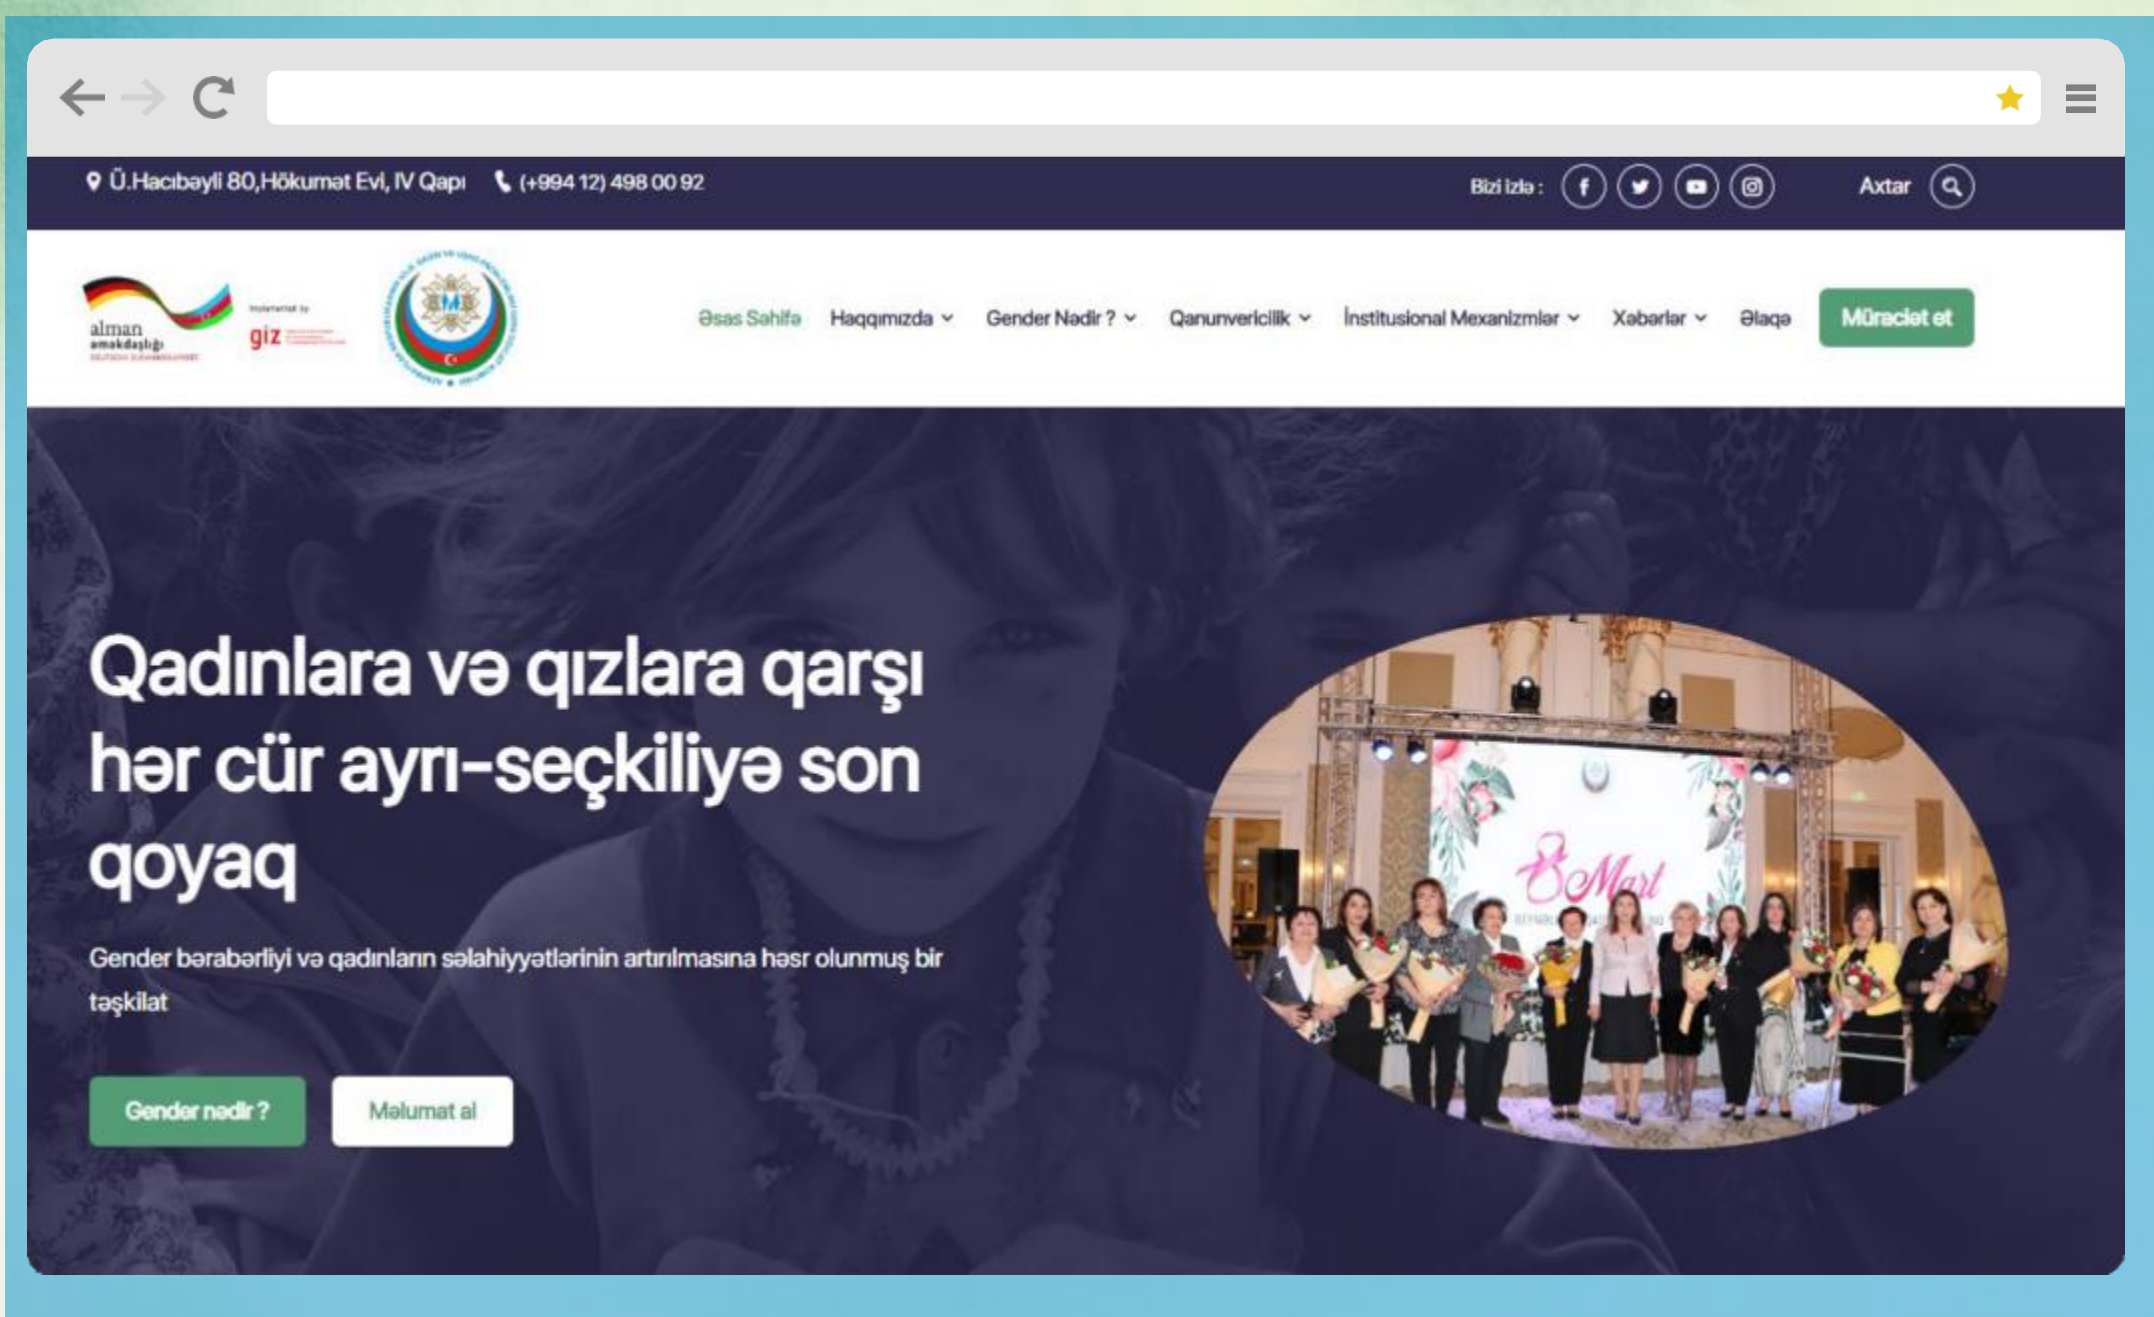 Ü.Hacıbəyli 80,Hökumət Evi, IV Qapı (+994 12) 498 00 92
Bizi izlə :
Axtar
alman
əməkdaşlığı
giz
Əsas Səhifə Haqqımızda Gender Nədir ? Qanunvericilik İnstitusional Mexanizmlər Xəbərlər Əlaqə Müraciət et
Qadınlara və qızlara qarşı
hər cür ayrı-seçkiliyə son
qoyaq
Gender bərabərliyi və qadınların səlahiyyətlərinin artırılmasına həsr olunmuş bir
təşkilat
Gender nədir ? Məlumat al
8 Mart